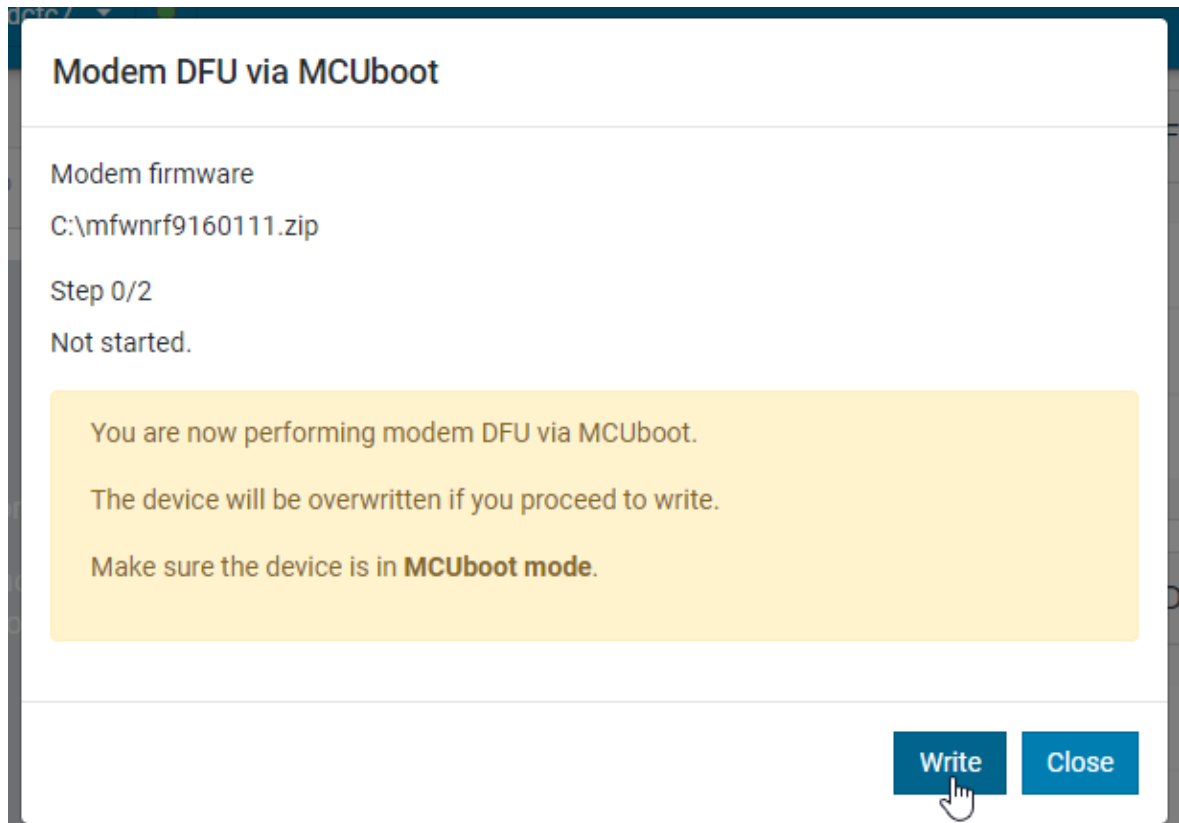 Modem DFU via MCUboot
Modem firmware
C:\mfwnrf9160111.zip
Step 0/2
Not started.
You are now performing modem DFU via MCUboot.
The device will be overwritten if you proceed to write.
Make sure the device is in MCUboot mode.
Write Close